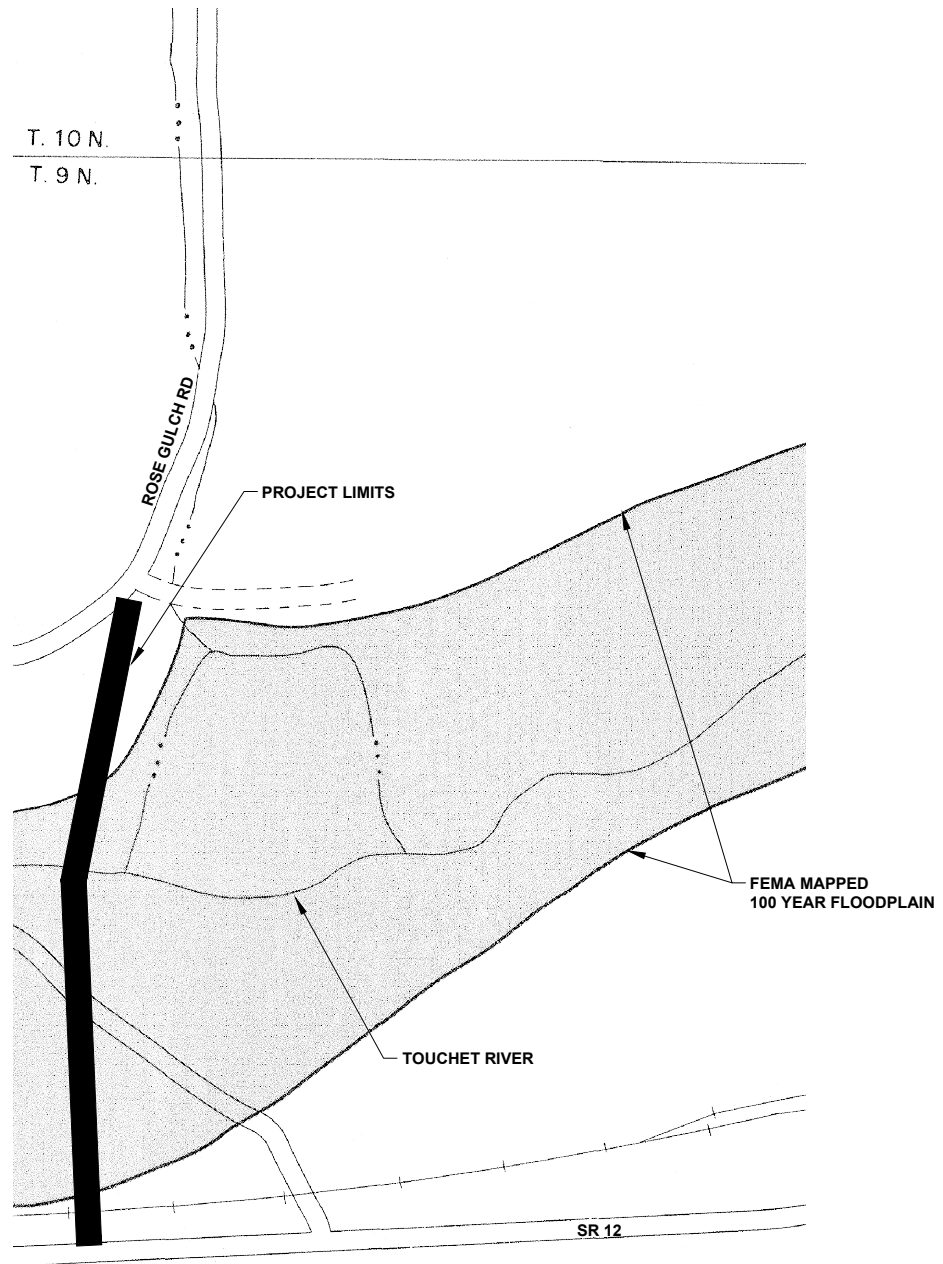 T. 10 N.
T. 9 N.
ROSE GULCH RD
PROJECT LIMITS
FEMA MAPPED
100 YEAR FLOODPLAIN
TOUCHET RIVER
SR 12